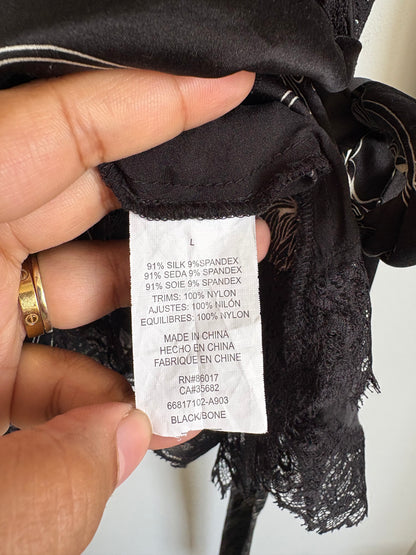 L
91% SILK 9%SPANDEX
91% SEDA 9% SPANDEX
91% SOIE 9% SPANDEX
TRIMS: 100% NYLON
AJUSTES: 100% NILÓN
EQUILIBRES: 100% NYLON
MADE IN CHINA
HECHO EN CHINA
FABRIQUE EN CHINE
RN#86017
CA#35682
66817102-A903
BLACK/BONE